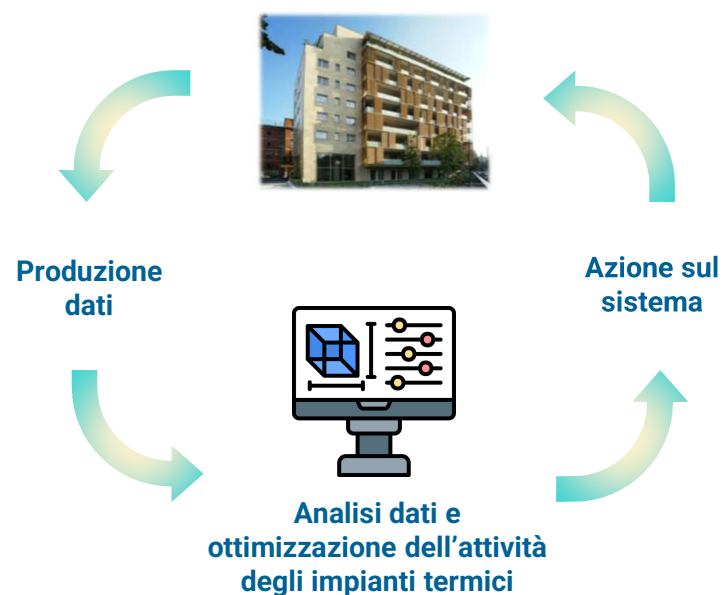 Produzione
dati
Azione sul
sistema
Analisi dati e
ottimizzazione dell’attività
degli impianti termici